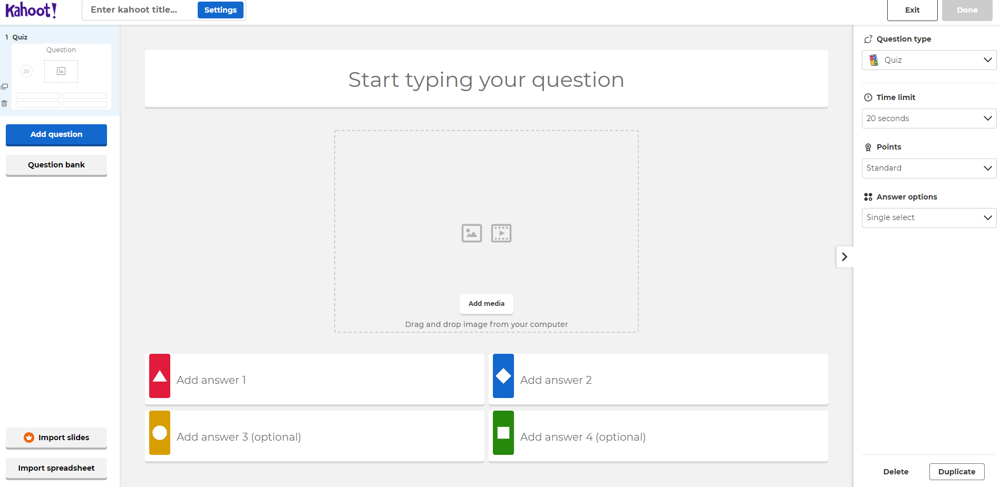 Kahoot!
Enter kahoot title...
Settings
Exit
Done
1 Quiz
Question
20
Add question
Question bank
Import slides
Import spreadsheet
Start typing your question
Add media
Drag and drop image from your computer
Add answer 1
Add answer 2
Add answer 3 (optional)
Add answer 4 (optional)
Question type
Quiz
Time limit
20 seconds
Points
Standard
Answer options
Single select
Delete
Duplicate